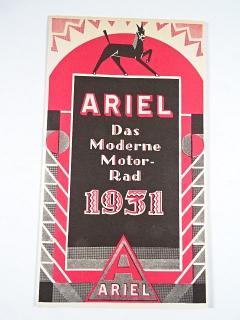 ARIEL
Das
Moderne
Motor-
Rad
1931
A
ARIEL